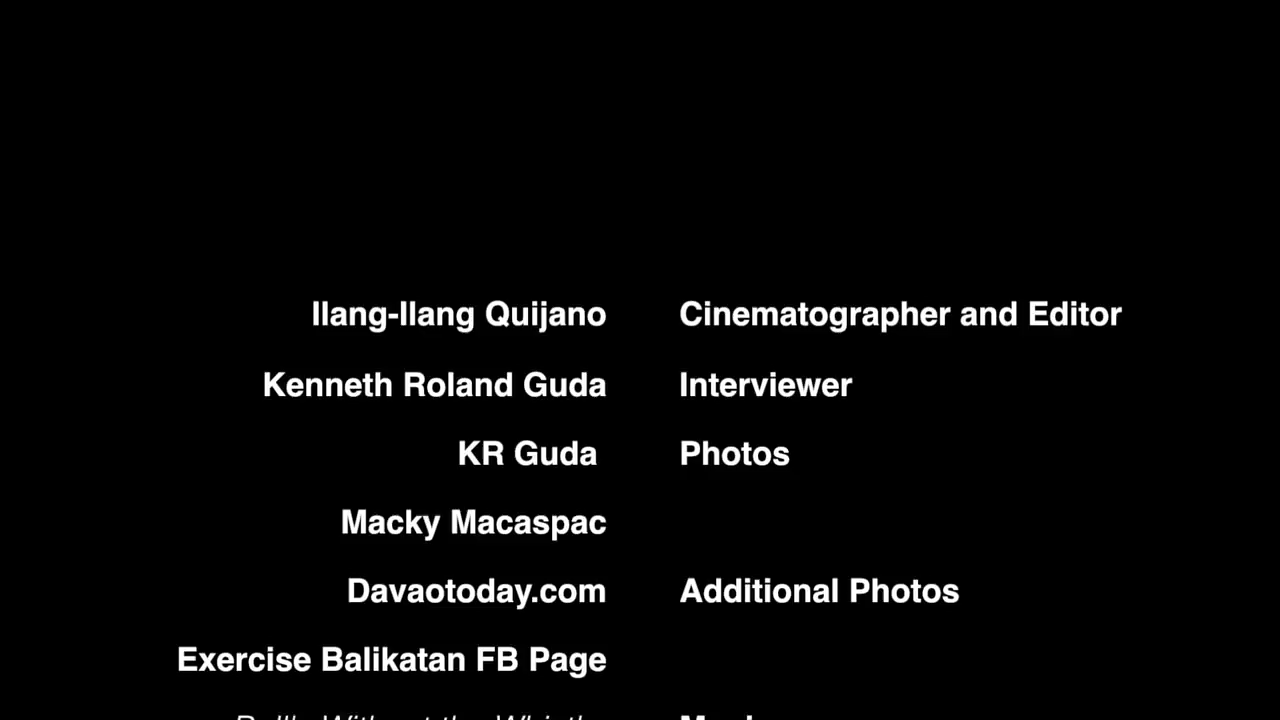 Ilang-Ilang Quijano Cinematographer and Editor
Kenneth Roland Guda Interviewer
KR Guda Photos
Macky Macaspac
Davaotoday.com Additional Photos
Exercise Balikatan FB Page